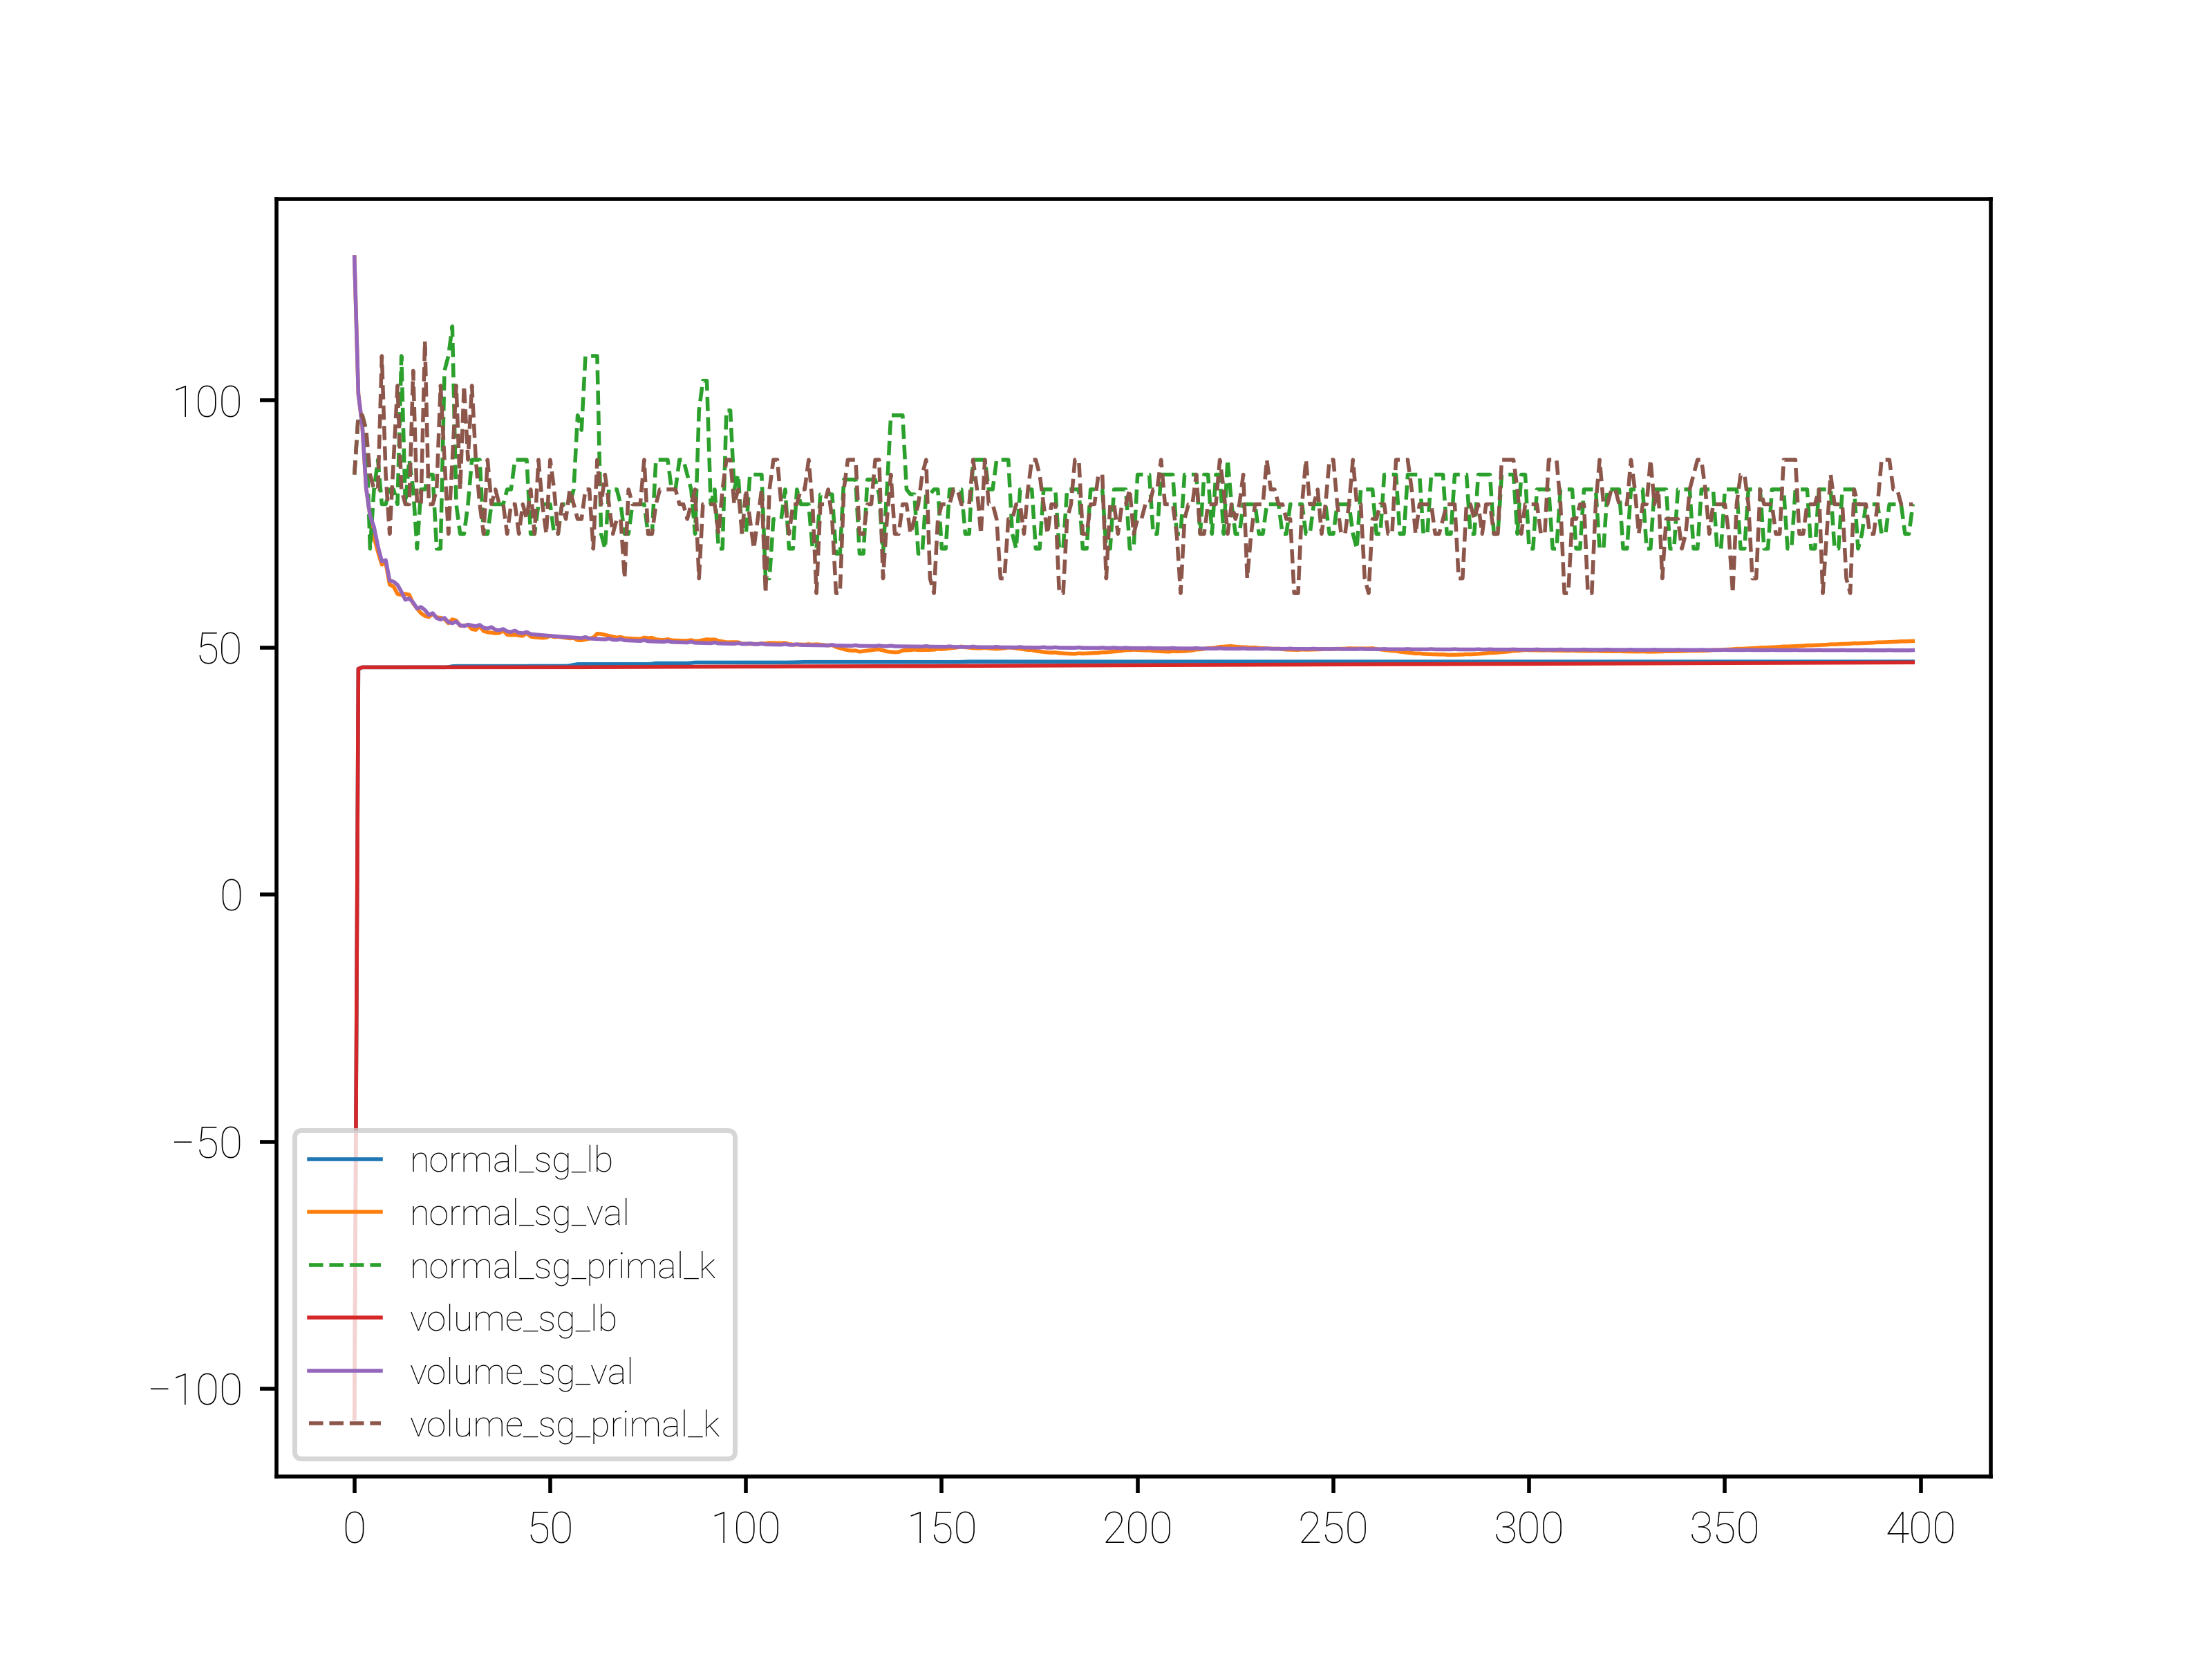 100
50
0
−50
−100
normal_sg_lb
normal_sg_val
normal_sg_primal_k
volume_sg_lb
volume_sg_val
volume_sg_primal_k
0 50 100 150 200 250 300 350 400